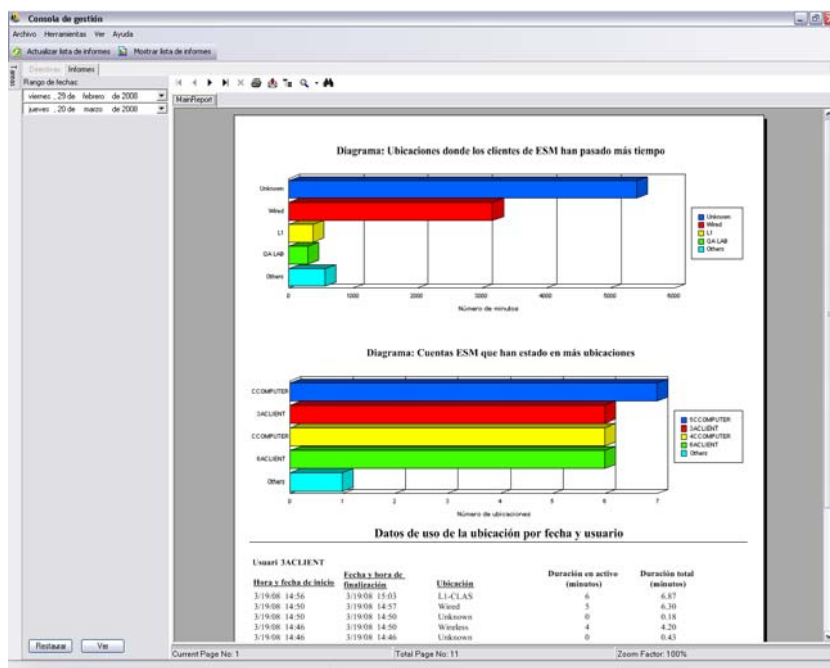 Consola de gestión
Archivo Herramientas Ver Ayuda
Actualizar lista de informes Mostrar lista de informes
Tareas
Directivas Informes
Rango de fechas:
viernes , 29 de febrero de 2008
jueves , 20 de marzo de 2008
MainReport
Diagrama: Ubicaciones donde los clientes de ESM han pasado más tiempo
Unknown
Wired
L1
QA LAB
Others
0 1000 2000 3000 4000 5000 6000
Número de minutos
Unknown
Wired
L1
QA LAB
Others
Diagrama: Cuentas ESM que han estado en más ubicaciones
CCOMPUTER
3ACLIENT
CCOMPUTER
6ACLIENT
Others
0 1 2 3 4 5 6 7
Número de ubicaciones
5CCOMPUTER
3ACLIENT
4CCOMPUTER
6ACLIENT
Others
Datos de uso de la ubicación por fecha y usuario
Usuari 3ACLIENT
Hora y fecha de inicio Fecha y hora de finalización Ubicación Duración en activo (minutos) Duración total (minutos)
3/19/08 14:56 3/19/08 15:03 L1-CLAS 6 6.87
3/19/08 14:50 3/19/08 14:57 Wired 5 6.30
3/19/08 14:50 3/19/08 14:50 Unknown 0 0.18
3/19/08 14:46 3/19/08 14:50 Wireless 4 4.20
3/19/08 14:46 3/19/08 14:46 Unknown 0 0.43
Restaurar Ver
Current Page No: 1 Total Page No: 11 Zoom Factor: 100%